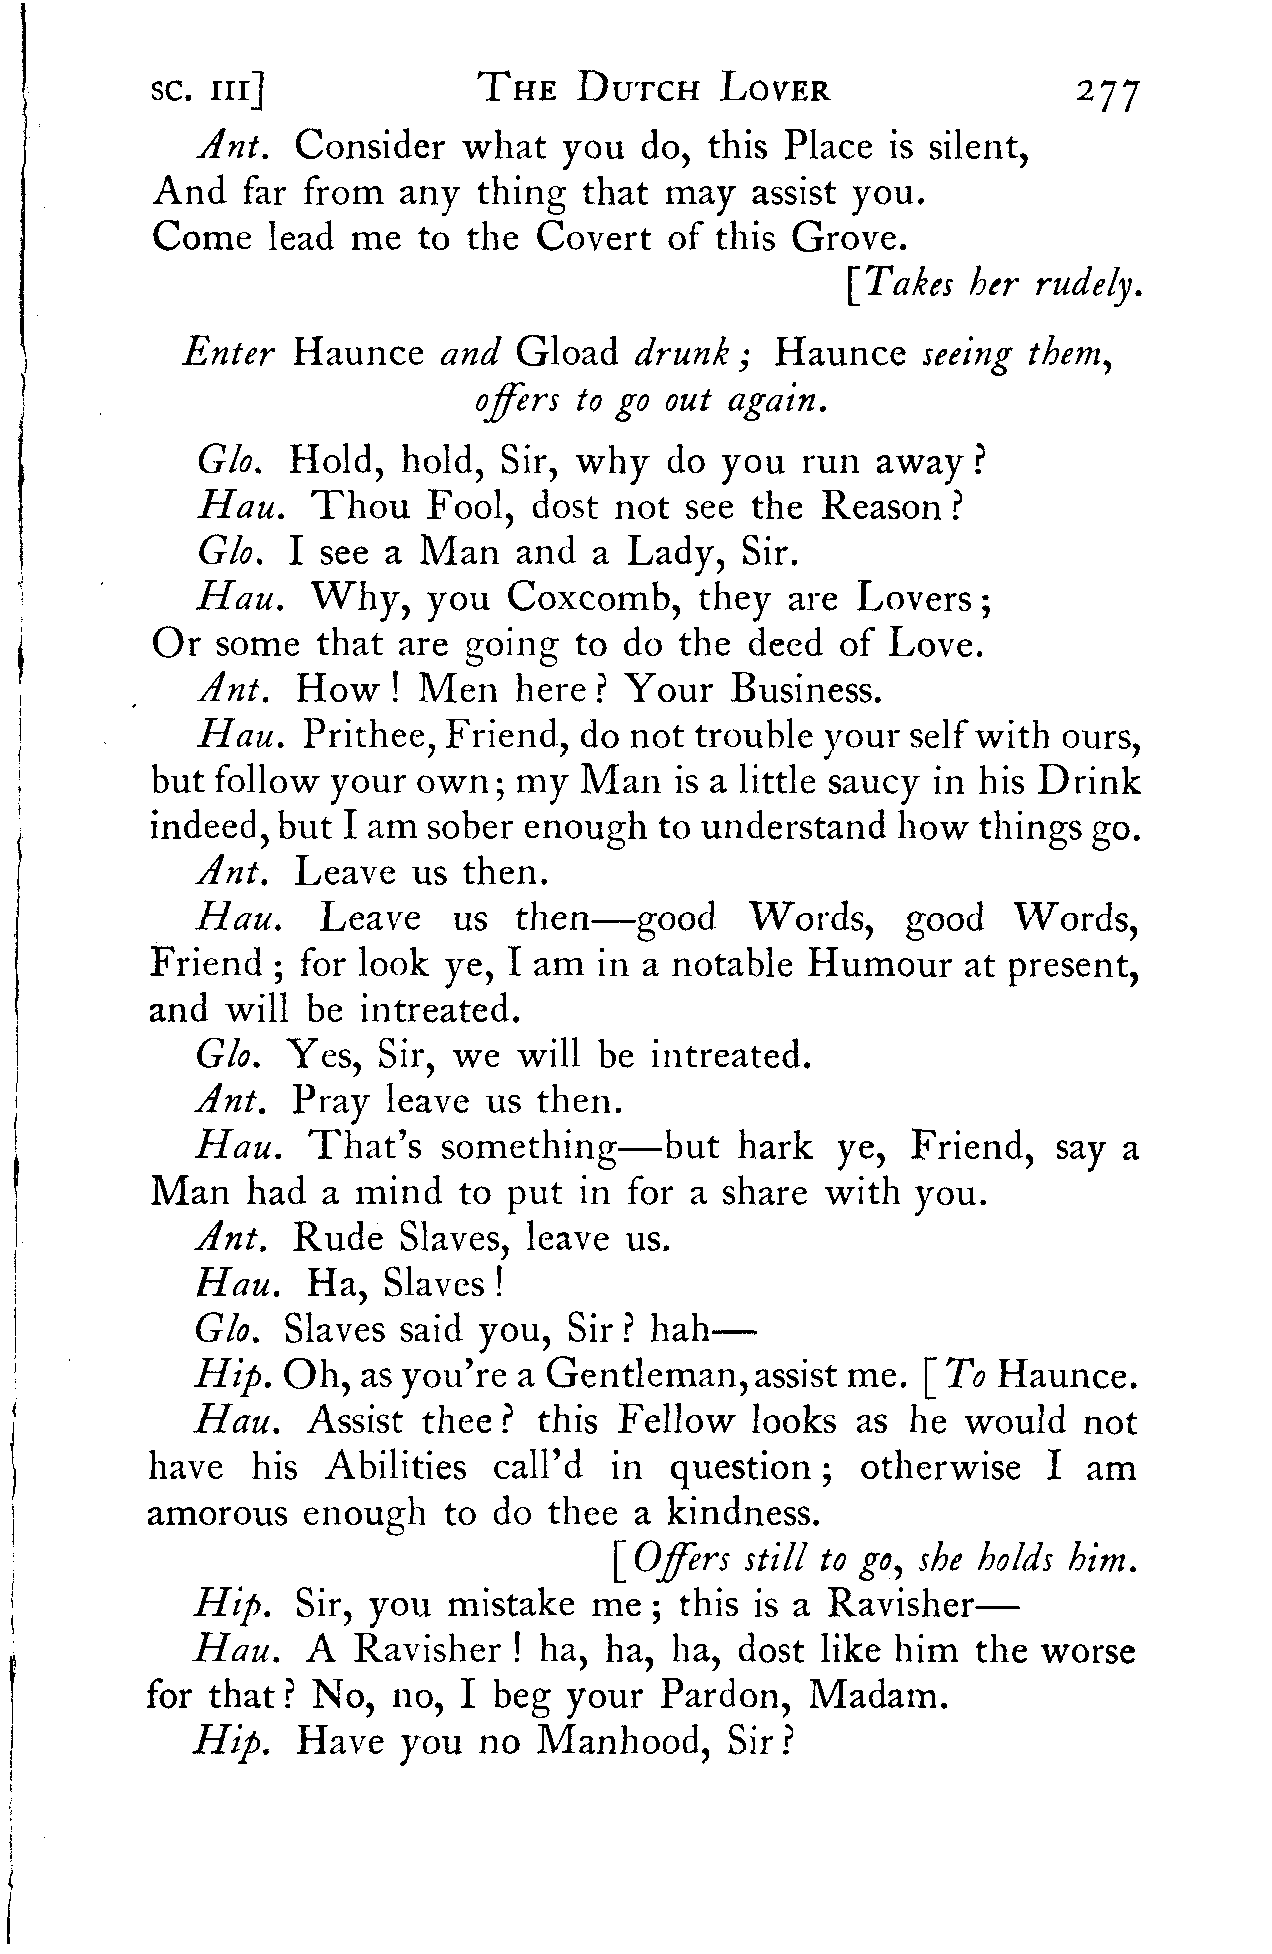 SC. III] THE DUTCH LOVER 277
Ant. Consider what you do, this Place is silent,
And far from any thing that may assist you.
Come lead me to the Covert of this Grove.
[Takes her rudely.
Enter Haunce and Gload drunk; Haunce seeing them,
offers to go out again.
Glo. Hold, hold, Sir, why do you run away?
Hau. Thou Fool, dost not see the Reason?
Glo. I see a Man and a Lady, Sir.
Hau. Why, you Coxcomb, they are Lovers;
Or some that are going to do the deed of Love.
Ant. How! Men here? Your Business.
Hau. Prithee, Friend, do not trouble your self with ours,
but follow your own; my Man is a little saucy in his Drink
indeed, but I am sober enough to understand how things go.
Ant. Leave us then.
Hau. Leave us then—good Words, good Words,
Friend; for look ye, I am in a notable Humour at present,
and will be intreated.
Glo. Yes, Sir, we will be intreated.
Ant. Pray leave us then.
Hau. That's something—but hark ye, Friend, say a
Man had a mind to put in for a share with you.
Ant. Rude Slaves, leave us.
Hau. Ha, Slaves!
Glo. Slaves said you, Sir? hah—
Hip. Oh, as you're a Gentleman, assist me. [To Haunce.
Hau. Assist thee? this Fellow looks as he would not
have his Abilities call'd in question; otherwise I am
amorous enough to do thee a kindness.
[Offers still to go, she holds him.
Hip. Sir, you mistake me; this is a Ravisher—
Hau. A Ravisher! ha, ha, ha, dost like him the worse
for that? No, no, I beg your Pardon, Madam.
Hip. Have you no Manhood, Sir?